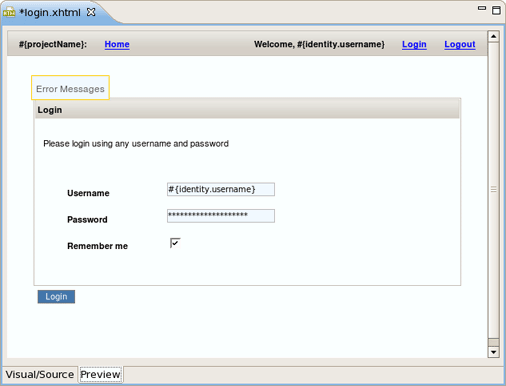 *login.xhtml
#{projectName}: Home Welcome, #{identity.username} Login Logout
Error Messages
Login
Please login using any username and password
Username #{identity.username}
Password ********************
Remember me
Login
Visual/Source Preview